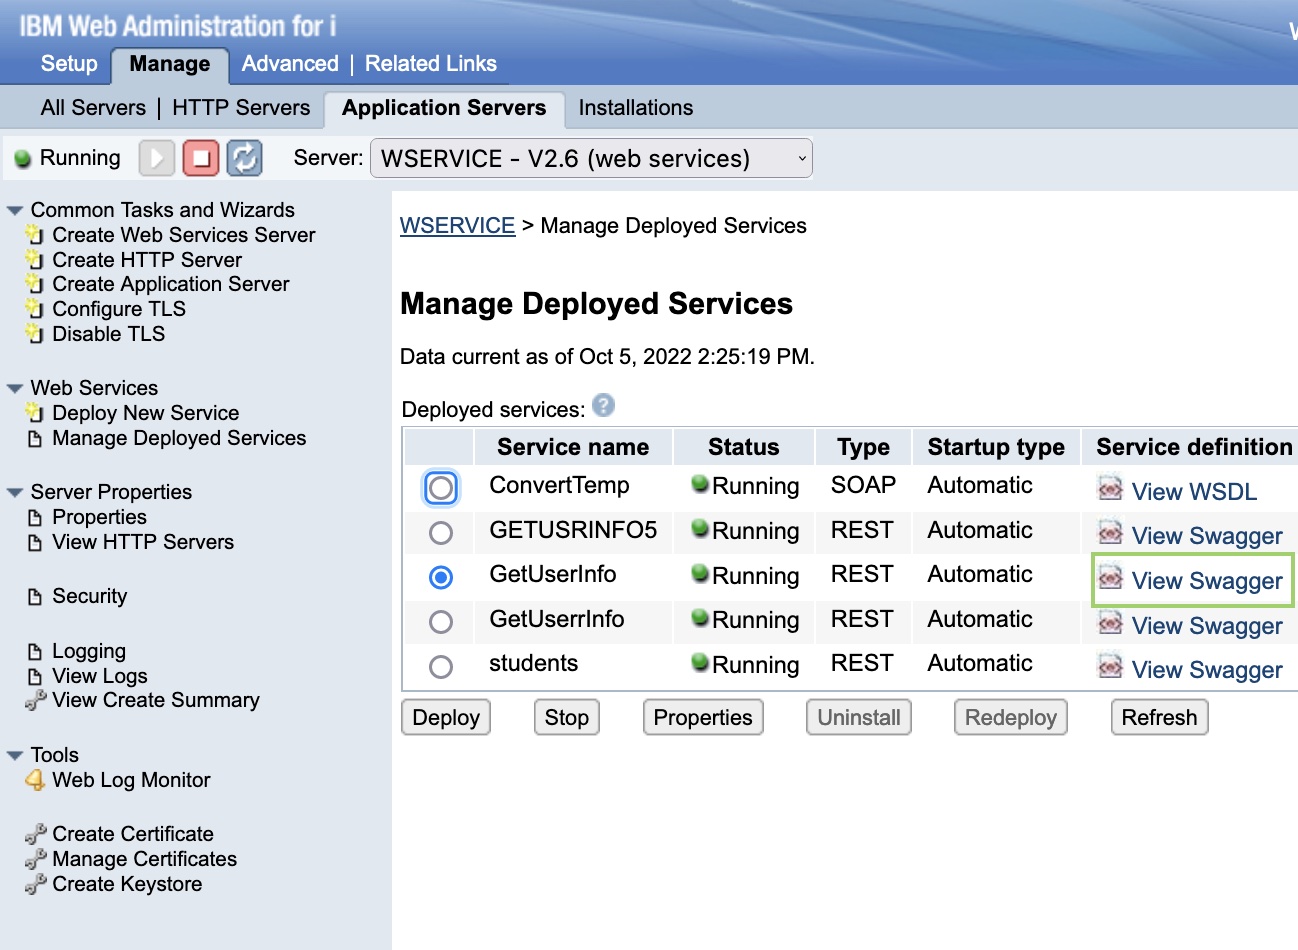 IBM Web Administration for i
Setup Manage Advanced | Related Links
All Servers | HTTP Servers Application Servers Installations
Running Server: WSERVICE - V2.6 (web services)
Common Tasks and Wizards
Create Web Services Server
Create HTTP Server
Create Application Server
Configure TLS
Disable TLS
Web Services
Deploy New Service
Manage Deployed Services
Server Properties
Properties
View HTTP Servers
Security
Logging
View Logs
View Create Summary
Tools
Web Log Monitor
Create Certificate
Manage Certificates
Create Keystore
WSERVICE > Manage Deployed Services
Manage Deployed Services
Data current as of Oct 5, 2022 2:25:19 PM.
Deployed services: ?
Service name Status Type Startup type Service definition
ConvertTemp Running SOAP Automatic View WSDL
GETUSRINFO5 Running REST Automatic View Swagger
GetUserInfo Running REST Automatic View Swagger
GetUserrInfo Running REST Automatic View Swagger
students Running REST Automatic View Swagger
Deploy Stop Properties Uninstall Redeploy Refresh